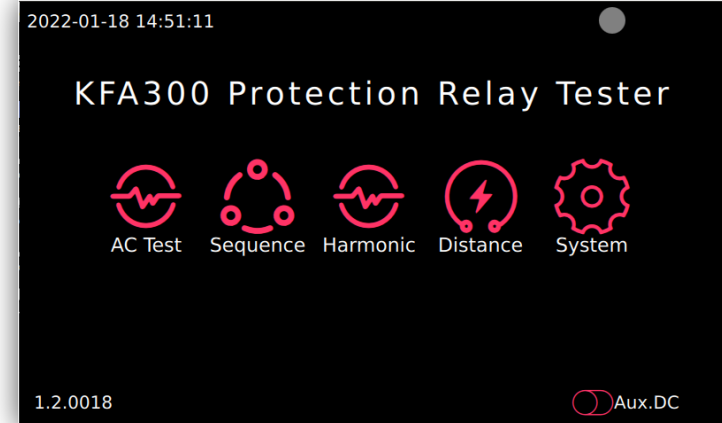 2022-01-18 14:51:11
KFA300 Protection Relay Tester
AC Test Sequence Harmonic Distance System
1.2.0018 Aux.DC